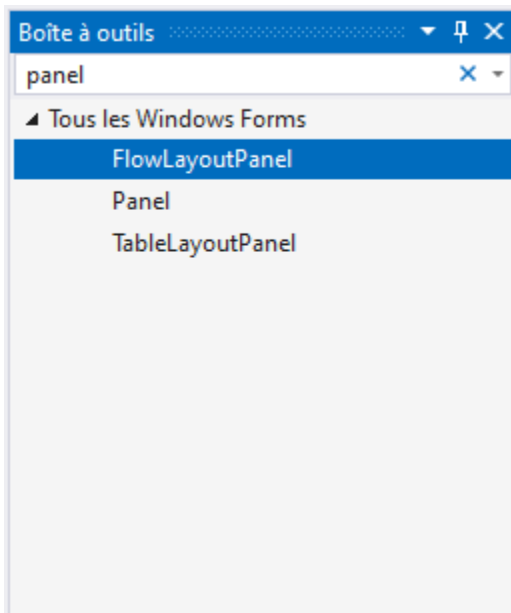 Boîte à outils
panel
Tous les Windows Forms
FlowLayoutPanel
Panel
TableLayoutPanel